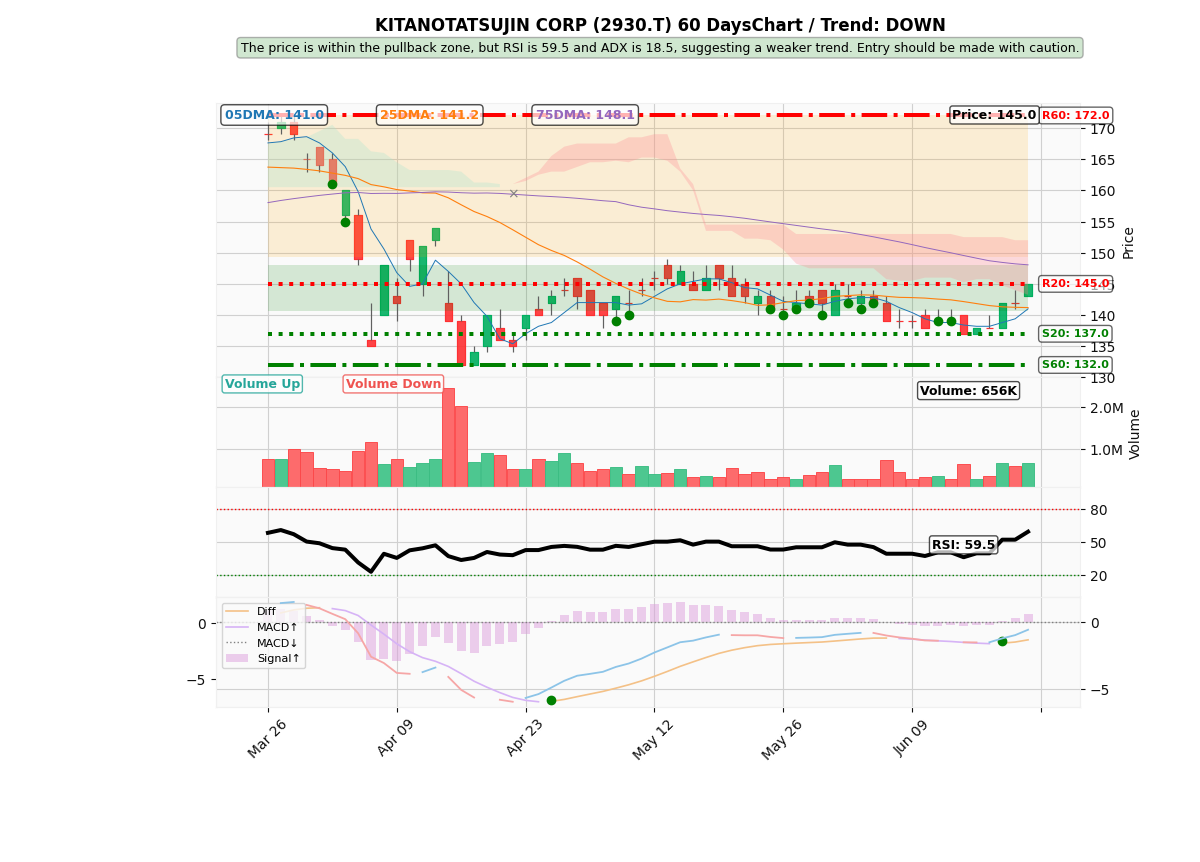 KITANOTATSUJIN CORP (2930.T) 60 DaysChart / Trend: DOWN
The price is within the pullback zone, but RSI is 59.5 and ADX is 18.5, suggesting a weaker trend. Entry should be made with caution.
05DMA: 141.0 25DMA: 141.2 75DMA: 148.1 Price: 145.0 R60: 172.0
170
165
160
155
150
Price
R20: 145.0
140
S20: 137.0
135
S60: 132.0
130
Volume Up Volume Down Volume: 656K
2.0M
1.0M
Volume
80
50
20
RSI: 59.5
Diff
MACD↑
MACD↓
Signal↑
0
−5
0
−5
Mar 26 Apr 09 Apr 23 May 12 May 26 Jun 09